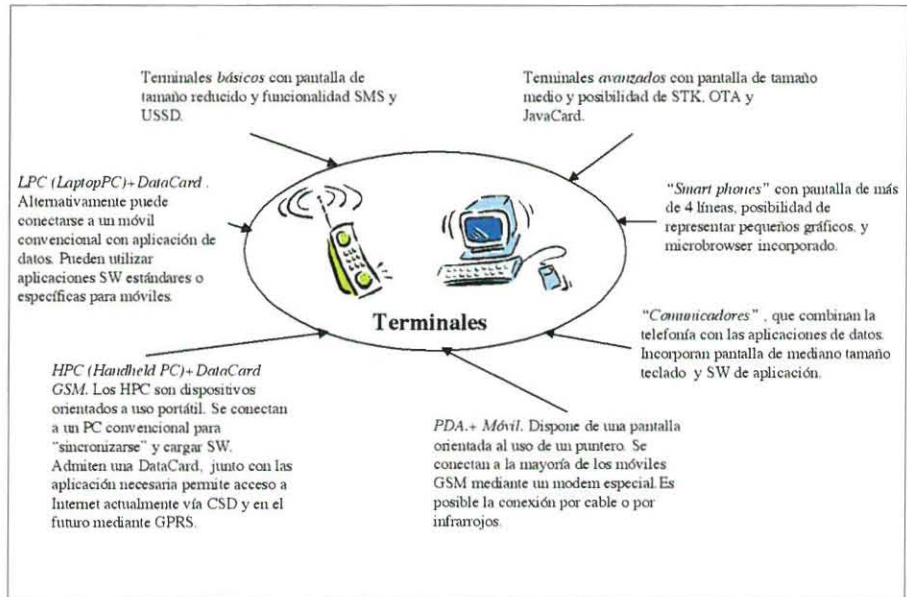 Terminales básicos con pantalla de
tamaño reducido y funcionalidad SMS y
USSD.
Terminales avanzados con pantalla de tamaño
medio y posibilidad de STK, OTA y
JavaCard.
LPC (LaptopPC)+ DataCard .
Alternativamente puede
conectarse a un móvil
convencional con aplicación de
datos. Pueden utilizar
aplicaciones SW estándares o
específicas para móviles.
"Smart phones" con pantalla de más
de 4 líneas, posibilidad de
representar pequeños gráficos, y
microbrowser incorporado.
Terminales
"Comunicadores" , que combinan la
telefonía con las aplicaciones de datos.
Incorporan pantalla de mediano tamaño
teclado y SW de aplicación.
HPC (Handheld PC)+ DataCard
GSM. Los HPC son dispositivos
orientados a uso portátil. Se conectan
a un PC convencional para
"sincronizarse" y cargar SW.
Admiten una DataCard, junto con las
aplicación necesaria permite acceso a
Internet actualmente vía CSD y en el
futuro mediante GPRS.
PDA.+ Móvil. Dispone de una pantalla
orientada al uso de un puntero. Se
conectan a la mayoría de los móviles
GSM mediante un modem especial. Es
posible la conexión por cable o por
infrarrojos.